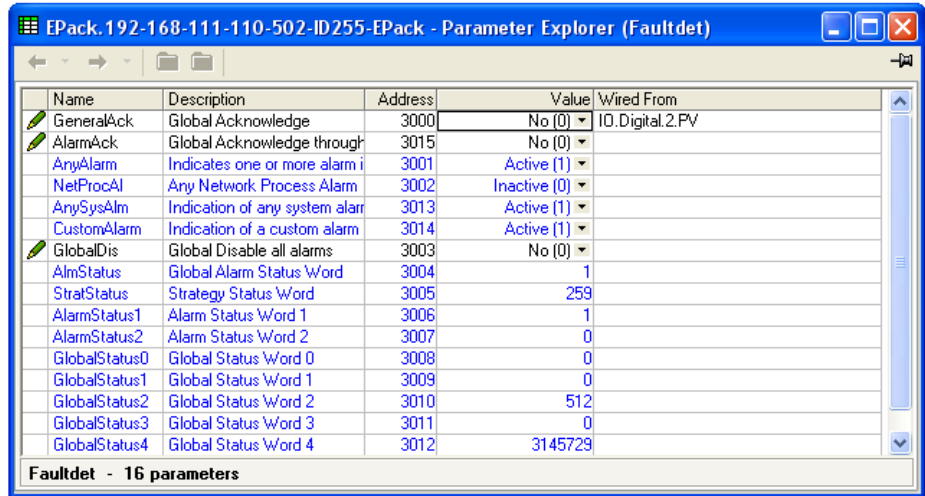 EPack.192-168-111-110-502-ID255-EPack - Parameter Explorer (Faultdet)
Name Description Address Value Wired From
GeneralAck Global Acknowledge 3000 No (0) IO.Digital.2.PV
AlarmAck Global Acknowledge through 3015 No (0)
AnyAlarm Indicates one or more alarm i 3001 Active (1)
NetProcAl Any Network Process Alarm 3002 Inactive (0)
AnySysAlm Indication of any system alarr 3013 Active (1)
CustomAlarm Indication of a custom alarm 3014 Active (1)
GlobalDis Global Disable all alarms 3003 No (0)
AlmStatus Global Alarm Status Word 3004 1
StratStatus Strategy Status Word 3005 259
AlarmStatus1 Alarm Status Word 1 3006 1
AlarmStatus2 Alarm Status Word 2 3007 0
GlobalStatus0 Global Status Word 0 3008 0
GlobalStatus1 Global Status Word 1 3009 0
GlobalStatus2 Global Status Word 2 3010 512
GlobalStatus3 Global Status Word 3 3011 0
GlobalStatus4 Global Status Word 4 3012 3145729
Faultdet - 16 parameters